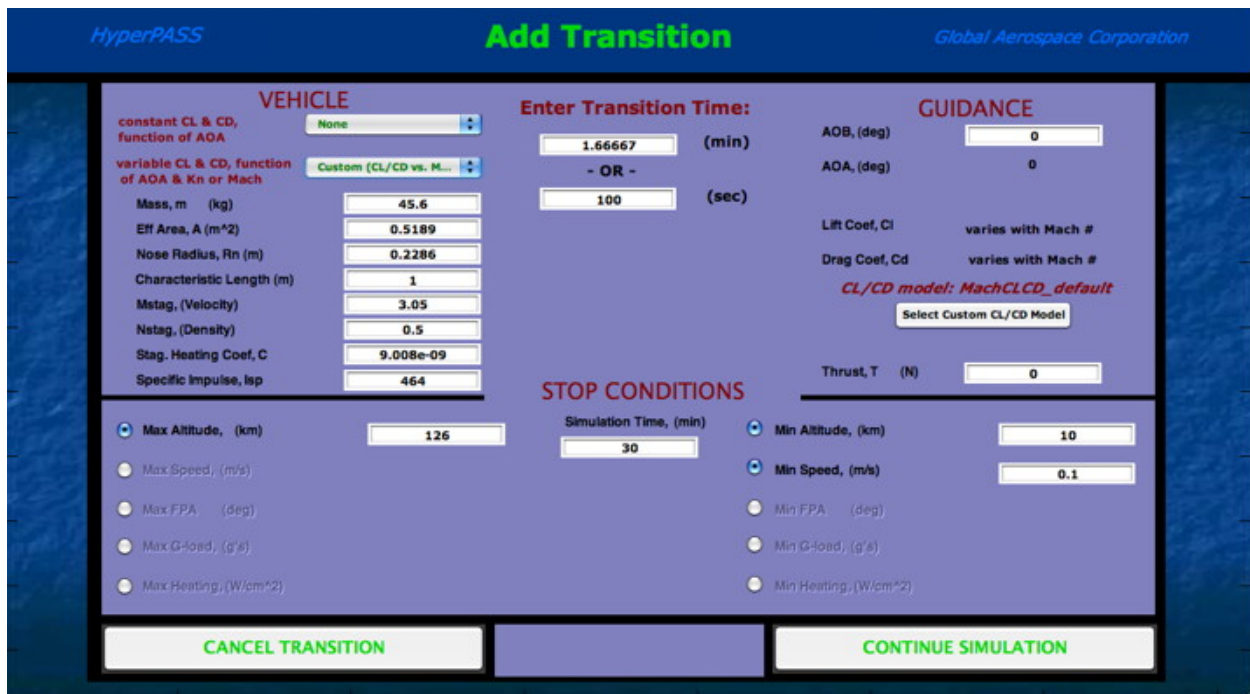 HyperPASS
Add Transition
Global Aerospace Corporation
VEHICLE
constant CL & CD,
function of AOA
None
variable CL & CD, function
of AOA & Kn or Mach
Custom (CL/CD vs. M...
Mass, m (kg)
45.6
Eff Area, A (m^2)
0.5189
Nose Radius, Rn (m)
0.2286
Characteristic Length (m)
1
Mstag, (Velocity)
3.05
Nstag, (Density)
0.5
Stag. Heating Coef, C
9.008e-09
Specific Impulse, Isp
464
Enter Transition Time:
1.66667 (min)
- OR -
100 (sec)
GUIDANCE
AOB, (deg) 0
AOA, (deg) 0
Lift Coef, Cl varies with Mach #
Drag Coef, Cd varies with Mach #
CL/CD model: MachCLCD_default
Select Custom CL/CD Model
Thrust, T (N) 0
STOP CONDITIONS
Max Altitude, (km) 126
Max Speed, (m/s)
Max FPA (deg)
Max G-load, (g's)
Max Heating, (W/cm^2)
Simulation Time, (min)
30
Min Altitude, (km) 10
Min Speed, (m/s) 0.1
Min FPA (deg)
Min G-load, (g's)
Min Heating, (W/cm^2)
CANCEL TRANSITION
CONTINUE SIMULATION